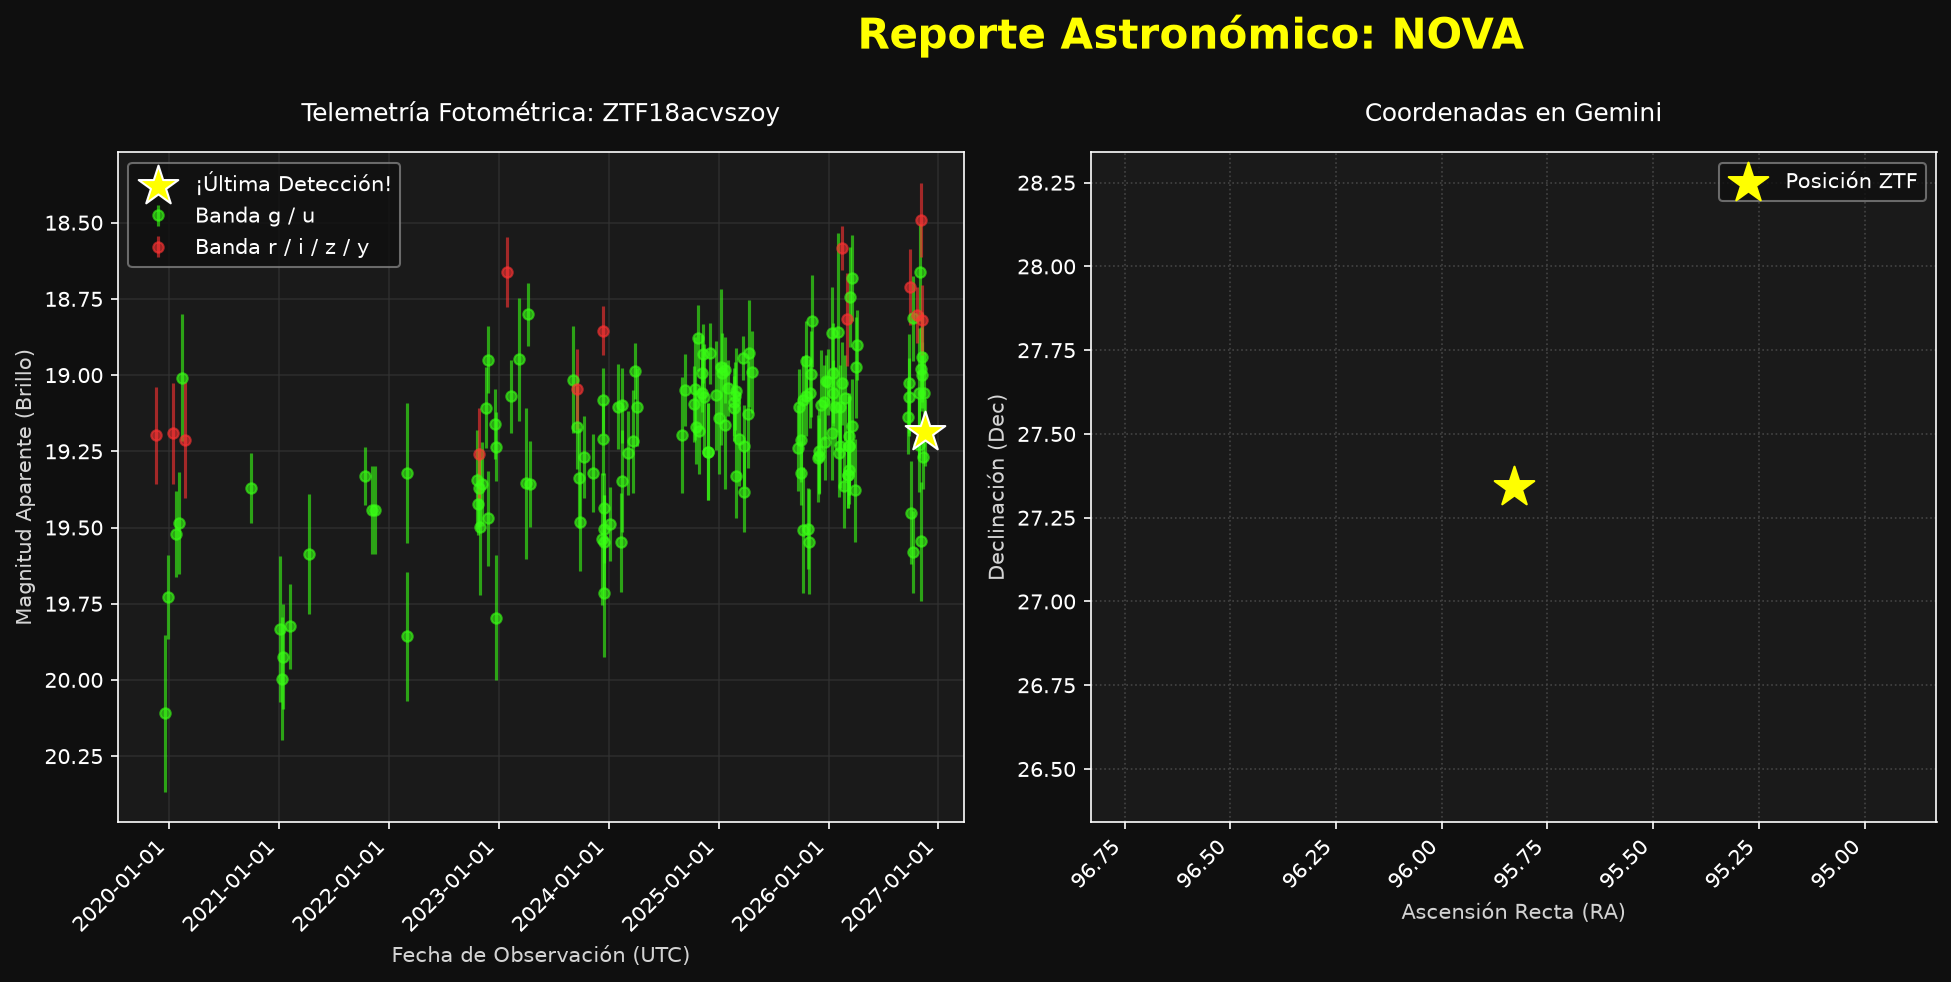 Reporte Astronómico: NOVA
Telemetría Fotométrica: ZTF18acvszoy
¡Última Detección!
Banda g / u
Banda r / i / z / y
Magnitud Aparente (Brillo)
18.50
18.75
19.00
19.25
19.50
19.75
20.00
20.25
2020-01-01
2021-01-01
2022-01-01
2023-01-01
2024-01-01
2025-01-01
2026-01-01
2027-01-01
Fecha de Observación (UTC)
Coordenadas en Gemini
Posición ZTF
Declinación (Dec)
28.25
28.00
27.75
27.50
27.25
27.00
26.75
26.50
96.75
96.50
96.25
96.00
95.75
95.50
95.25
95.00
Ascensión Recta (RA)